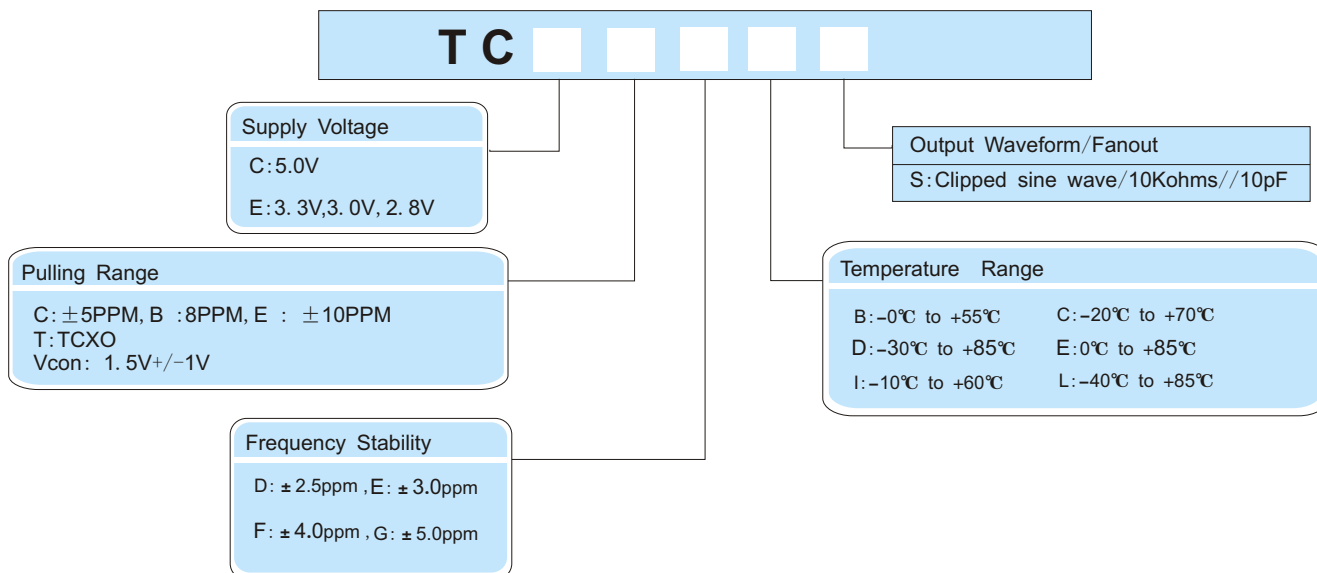 T C
Supply Voltage
C:5.0V
E:3.3V,3.0V,2.8V
Output Waveform/Fanout
S:Clipped sine wave/10Kohms//10pF
Pulling Range
C:±5PPM, B :8PPM, E : ±10PPM
T:TCXO
Vcon: 1.5V+/-1V
Temperature Range
B:-0℃ to +55℃ C:-20℃ to +70℃
D:-30℃ to +85℃ E:0℃ to +85℃
I:-10℃ to +60℃ L:-40℃ to +85℃
Frequency Stability
D: ±2.5ppm ,E: ±3.0ppm
F: ±4.0ppm , G: ±5.0ppm